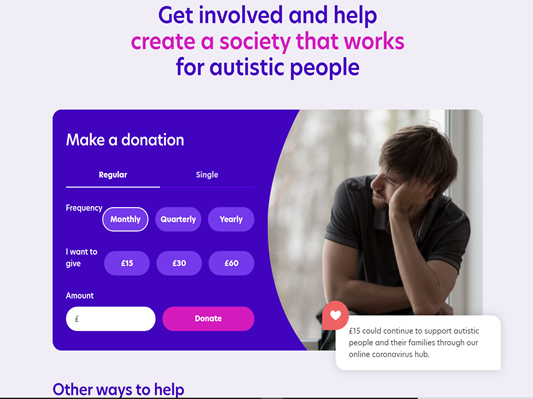 Get involved and help
create a society that works
for autistic people
Make a donation
Regular Single
Frequency Monthly Quarterly Yearly
I want to
give £15 £30 £60
Amount
£ Donate
£15 could continue to support autistic
people and their families through our
online coronavirus hub.
Other ways to help